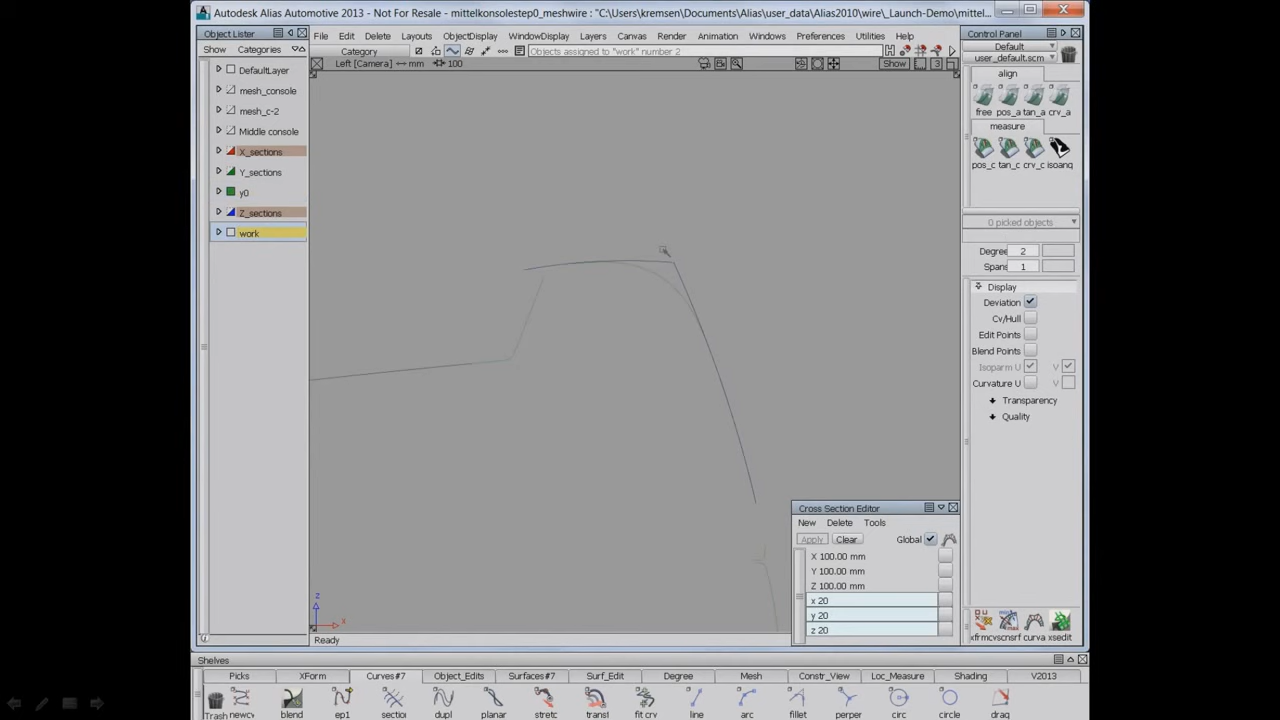 Autodesk Alias Automotive 2013 - Not For Resale - mittelkonsolestep0_meshwire : "C:\Users\kremsen\Documents\Alias\user_data\Alias2010\wire\_Launch-Demo\mittel...
Object Lister
Show Categories
DefaultLayer
mesh_console
mesh_c-2
Middle console
X_sections
Y_sections
y0
Z_sections
work
File Edit Delete Layouts ObjectDisplay WindowDisplay Layers Canvas Render Animation Windows Preferences Utilities Help
Category
Objects assigned to "work" number 2
Left [Camera] mm 100
Show 3
Control Panel
Default
user_default.scm
align
free pos_a tan_a crv_a
measure
pos_c tan_c crv_c isoang
0 picked objects
Degree 2
Spans 1
Display
Deviation
Cv/Hull
Edit Points
Blend Points
Isoparm U V
Curvature U V
Transparency
Quality
Cross Section Editor
New Delete Tools
Apply Clear Global
X 100.00 mm
Y 100.00 mm
Z 100.00 mm
x 20
y 20
z 20
z
x
Ready
curva xsedit
Shelves
Picks XForm Curves#7 Object_Edits Surfaces#7 Surf_Edit Degree Mesh Constr_View Loc_Measure Shading V2013
Trash newcv blend ep1 section dupl planar stretc transf fit crv line arc fillet perper circ circle drag